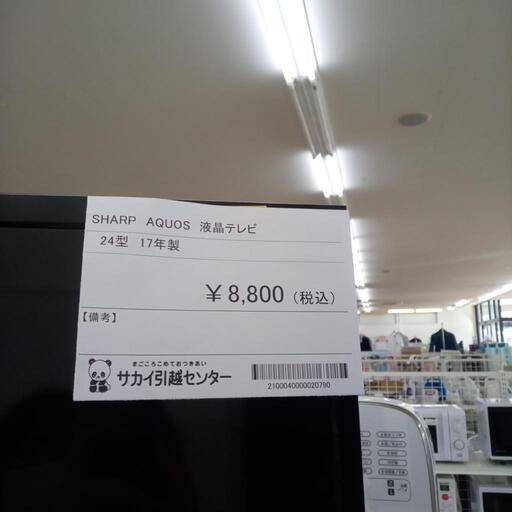 SHARP AQUOS 液晶テレビ
24型 17年製
￥8,800（税込）
【備考】
まごころこめておつきあい
サカイ引越センター
2100040000020790